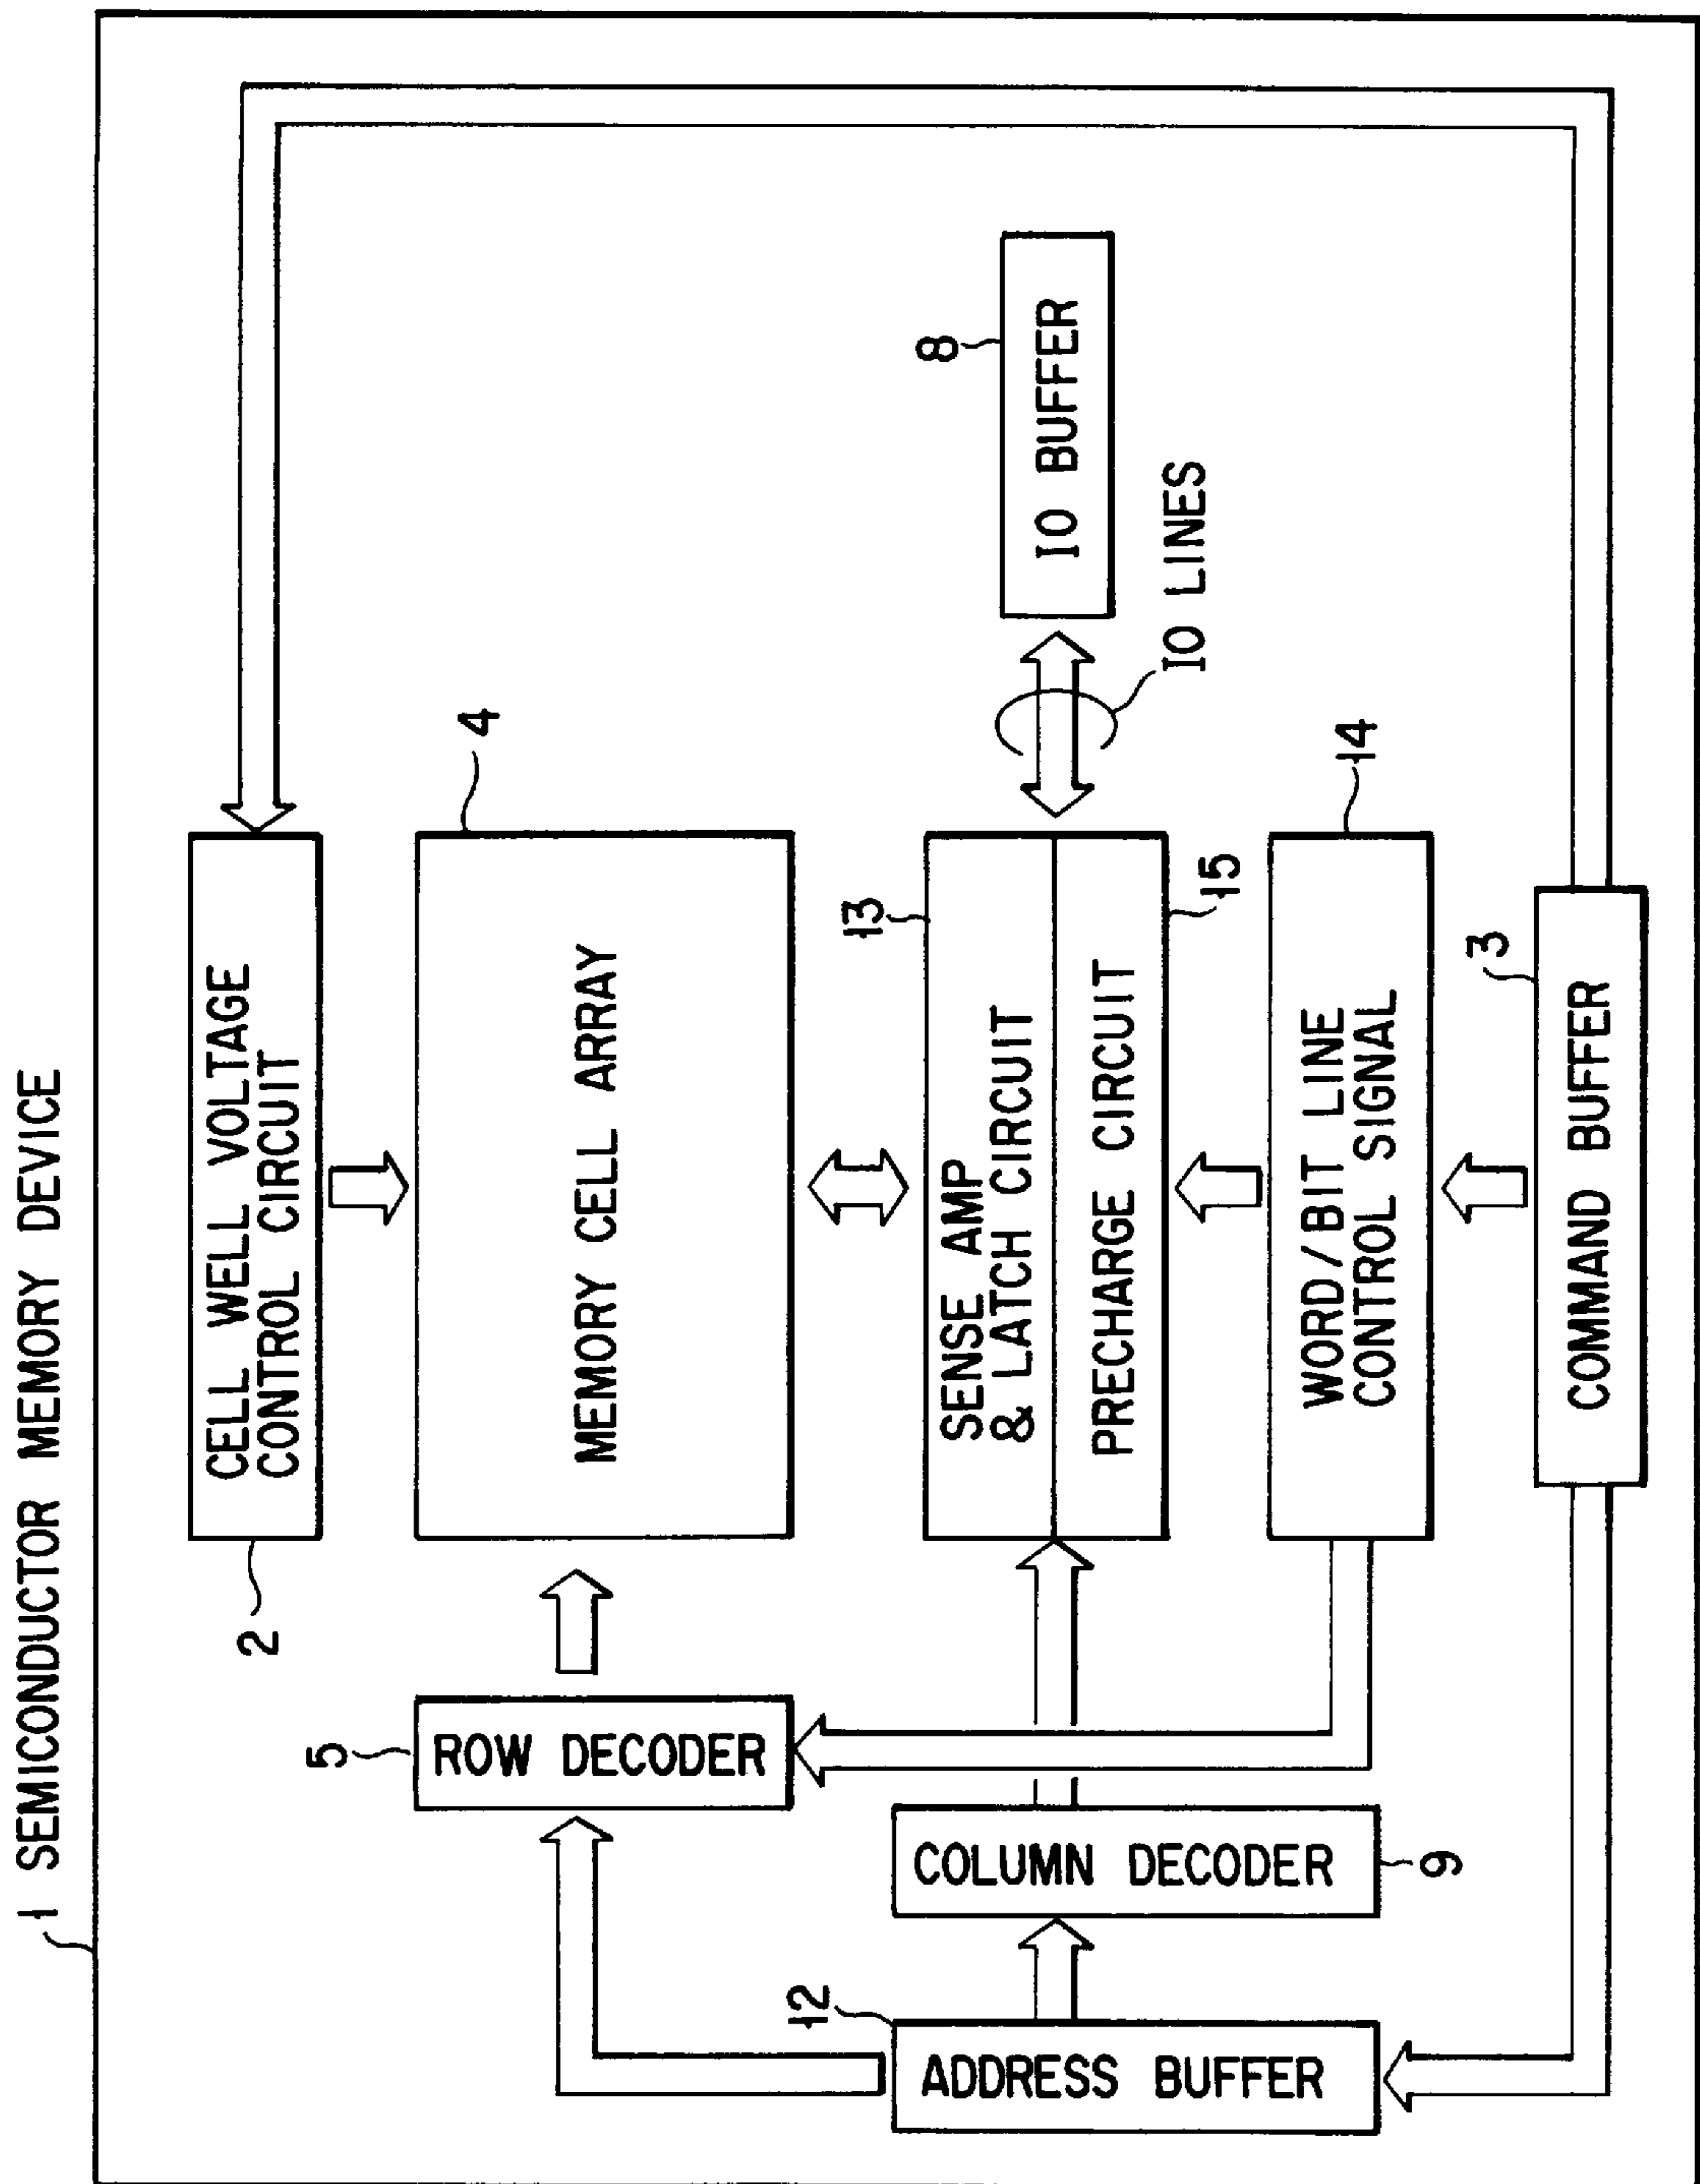 1 SEMICONDUCTOR MEMORY DEVICE
2
CELL WELL VOLTAGE
CONTROL CIRCUIT
4
MEMORY CELL ARRAY
5
ROW DECODER
13
SENSE AMP
& LATCH CIRCUIT
PRECHARGE CIRCUIT
15
8
IO BUFFER
IO LINES
12
ADDRESS BUFFER
COLUMN DECODER
9
14
WORD/BIT LINE
CONTROL SIGNAL
3
COMMAND BUFFER